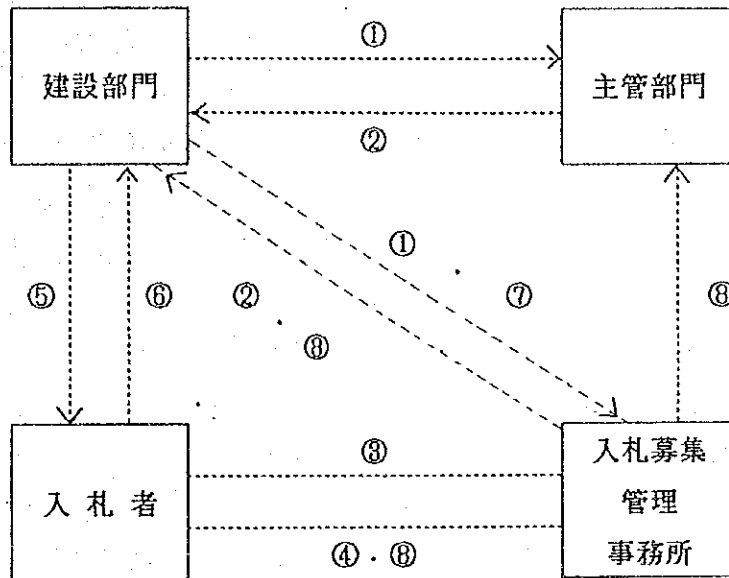 ①
建設部門
主管部門
②
①
⑤
⑥
②
⑦
⑧
⑧
③
入札者
入札募集
管理
事務所
④・⑧